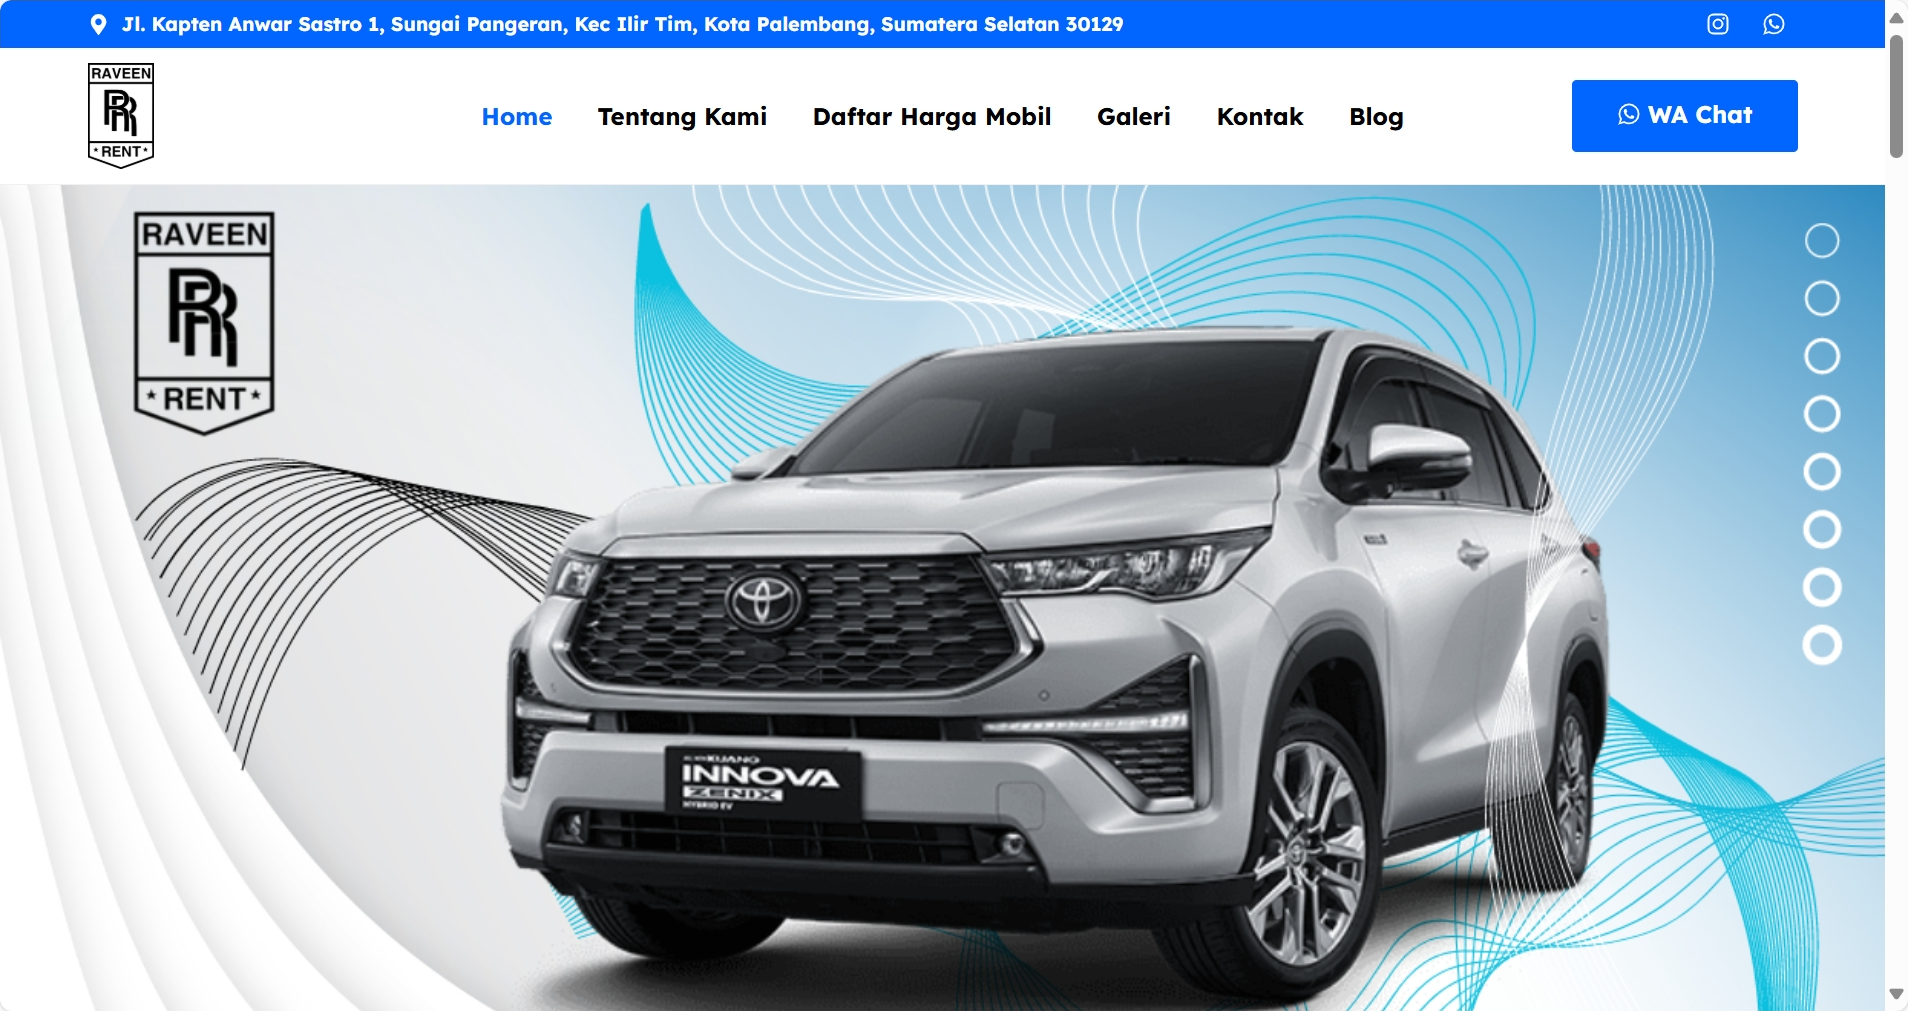 Jl. Kapten Anwar Sastro 1, Sungai Pangeran, Kec Ilir Tim, Kota Palembang, Sumatera Selatan 30129
RAVEEN
RR
RENT
Home Tentang Kami Daftar Harga Mobil Galeri Kontak Blog
WA Chat
RAVEEN
RR
RENT
KIJANG
INNOVA
ZENIX
HYBRID EV